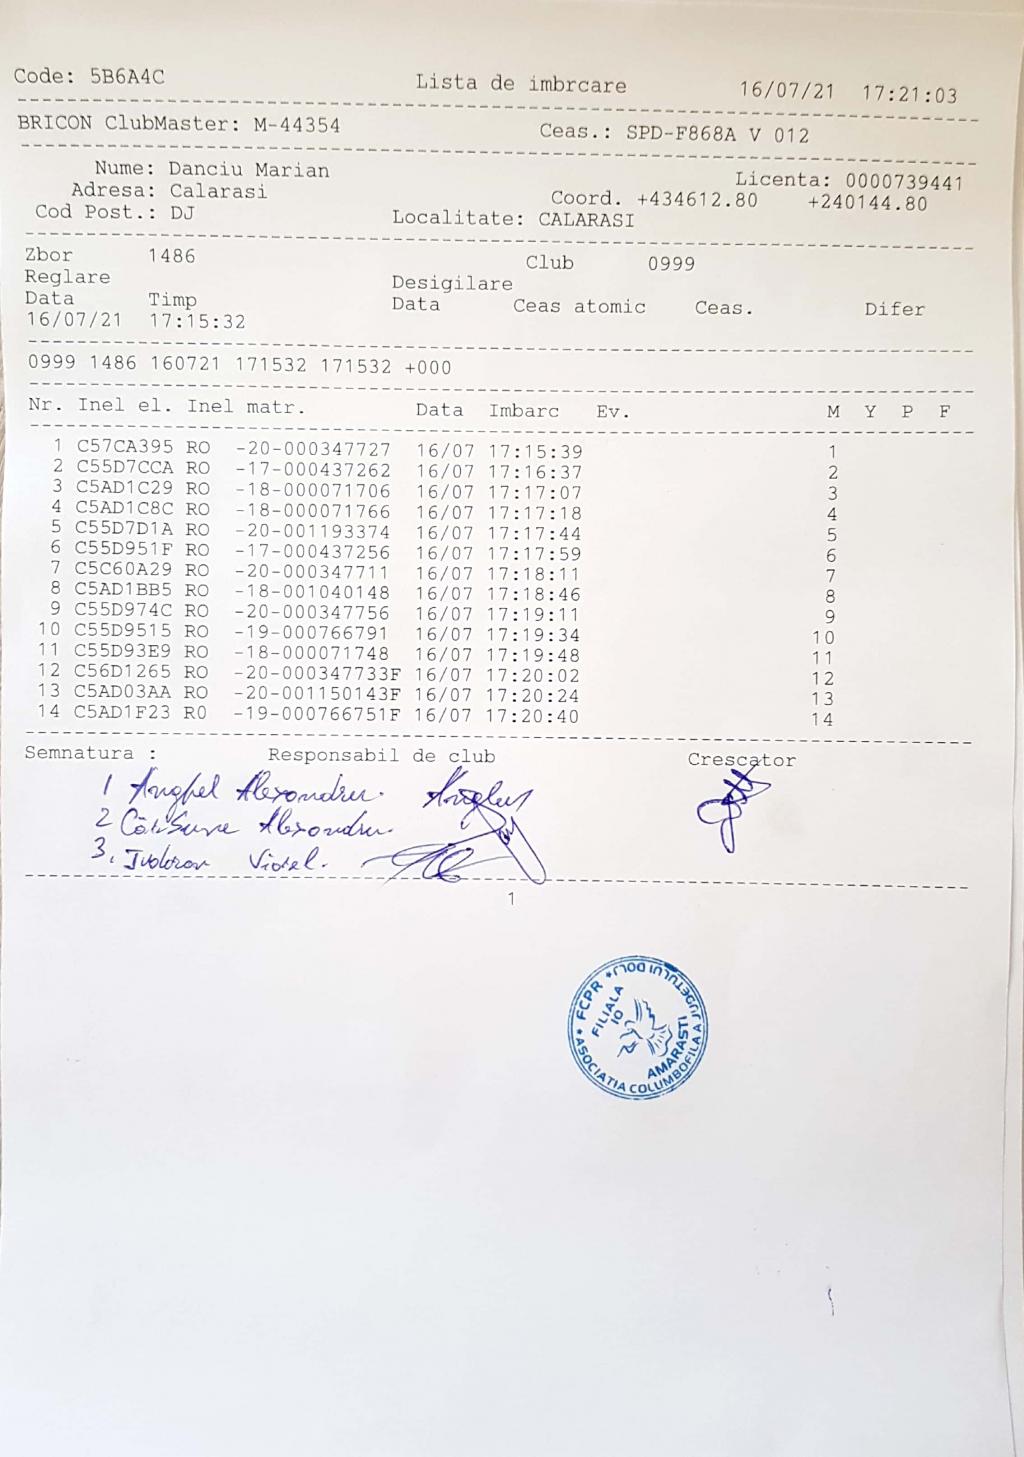 Code: 5B6A4C Lista de imbrcare 16/07/21 17:21:03
BRICON ClubMaster: M-44354 Ceas.: SPD-F868A V 012
Nume: Danciu Marian Licenta: 0000739441
Adresa: Calarasi Coord. +434612.80 +240144.80
Cod Post.: DJ Localitate: CALARASI
Zbor 1486 Club 0999
Reglare Desigilare
Data Timp Data Ceas atomic Ceas. Difer
16/07/21 17:15:32
0999 1486 160721 171532 171532 +000
Nr. Inel el. Inel matr. Data Imbarc Ev. M Y P F
1 C57CA395 RO -20-000347727 16/07 17:15:39 1
2 C55D7CCA RO -17-000437262 16/07 17:16:37 2
3 C5AD1C29 RO -18-000071706 16/07 17:17:07 3
4 C5AD1C8C RO -18-000071766 16/07 17:17:18 4
5 C55D7D1A RO -20-001193374 16/07 17:17:44 5
6 C55D951F RO -17-000437256 16/07 17:17:59 6
7 C5C60A29 RO -20-000347711 16/07 17:18:11 7
8 C5AD1BB5 RO -18-001040148 16/07 17:18:46 8
9 C55D974C RO -20-000347756 16/07 17:19:11 9
10 C55D9515 RO -19-000766791 16/07 17:19:34 10
11 C55D93E9 RO -18-000071748 16/07 17:19:48 11
12 C56D1265 RO -20-000347733F 16/07 17:20:02 12
13 C5AD03AA RO -20-001150143F 16/07 17:20:24 13
14 C5AD1F23 R0 -19-000766751F 16/07 17:20:40 14
Semnatura : Responsabil de club Crescator
1 Alexandru
2 Alexandru
3. Viorel.
1
* FCPR * ASOCIATIA COLUMBOFILA A JUDETULUI DOLJ
FILIALA
10
AMARASTI